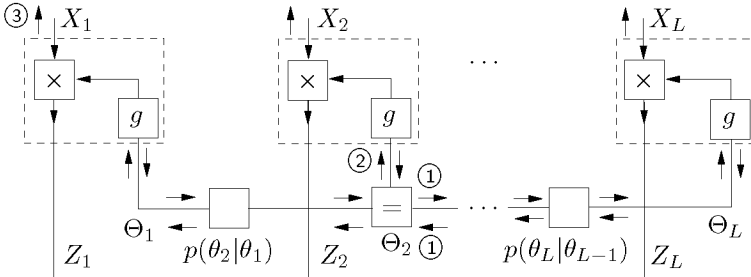 ③ X₁ X₂ X_L
× × . . . ×
g g g
② ①
= . . .
Θ₁ Θ₂ ① Θ_L
Z₁ p(θ₂|θ₁) Z₂ p(θ_L|θ_{L−1}) Z_L